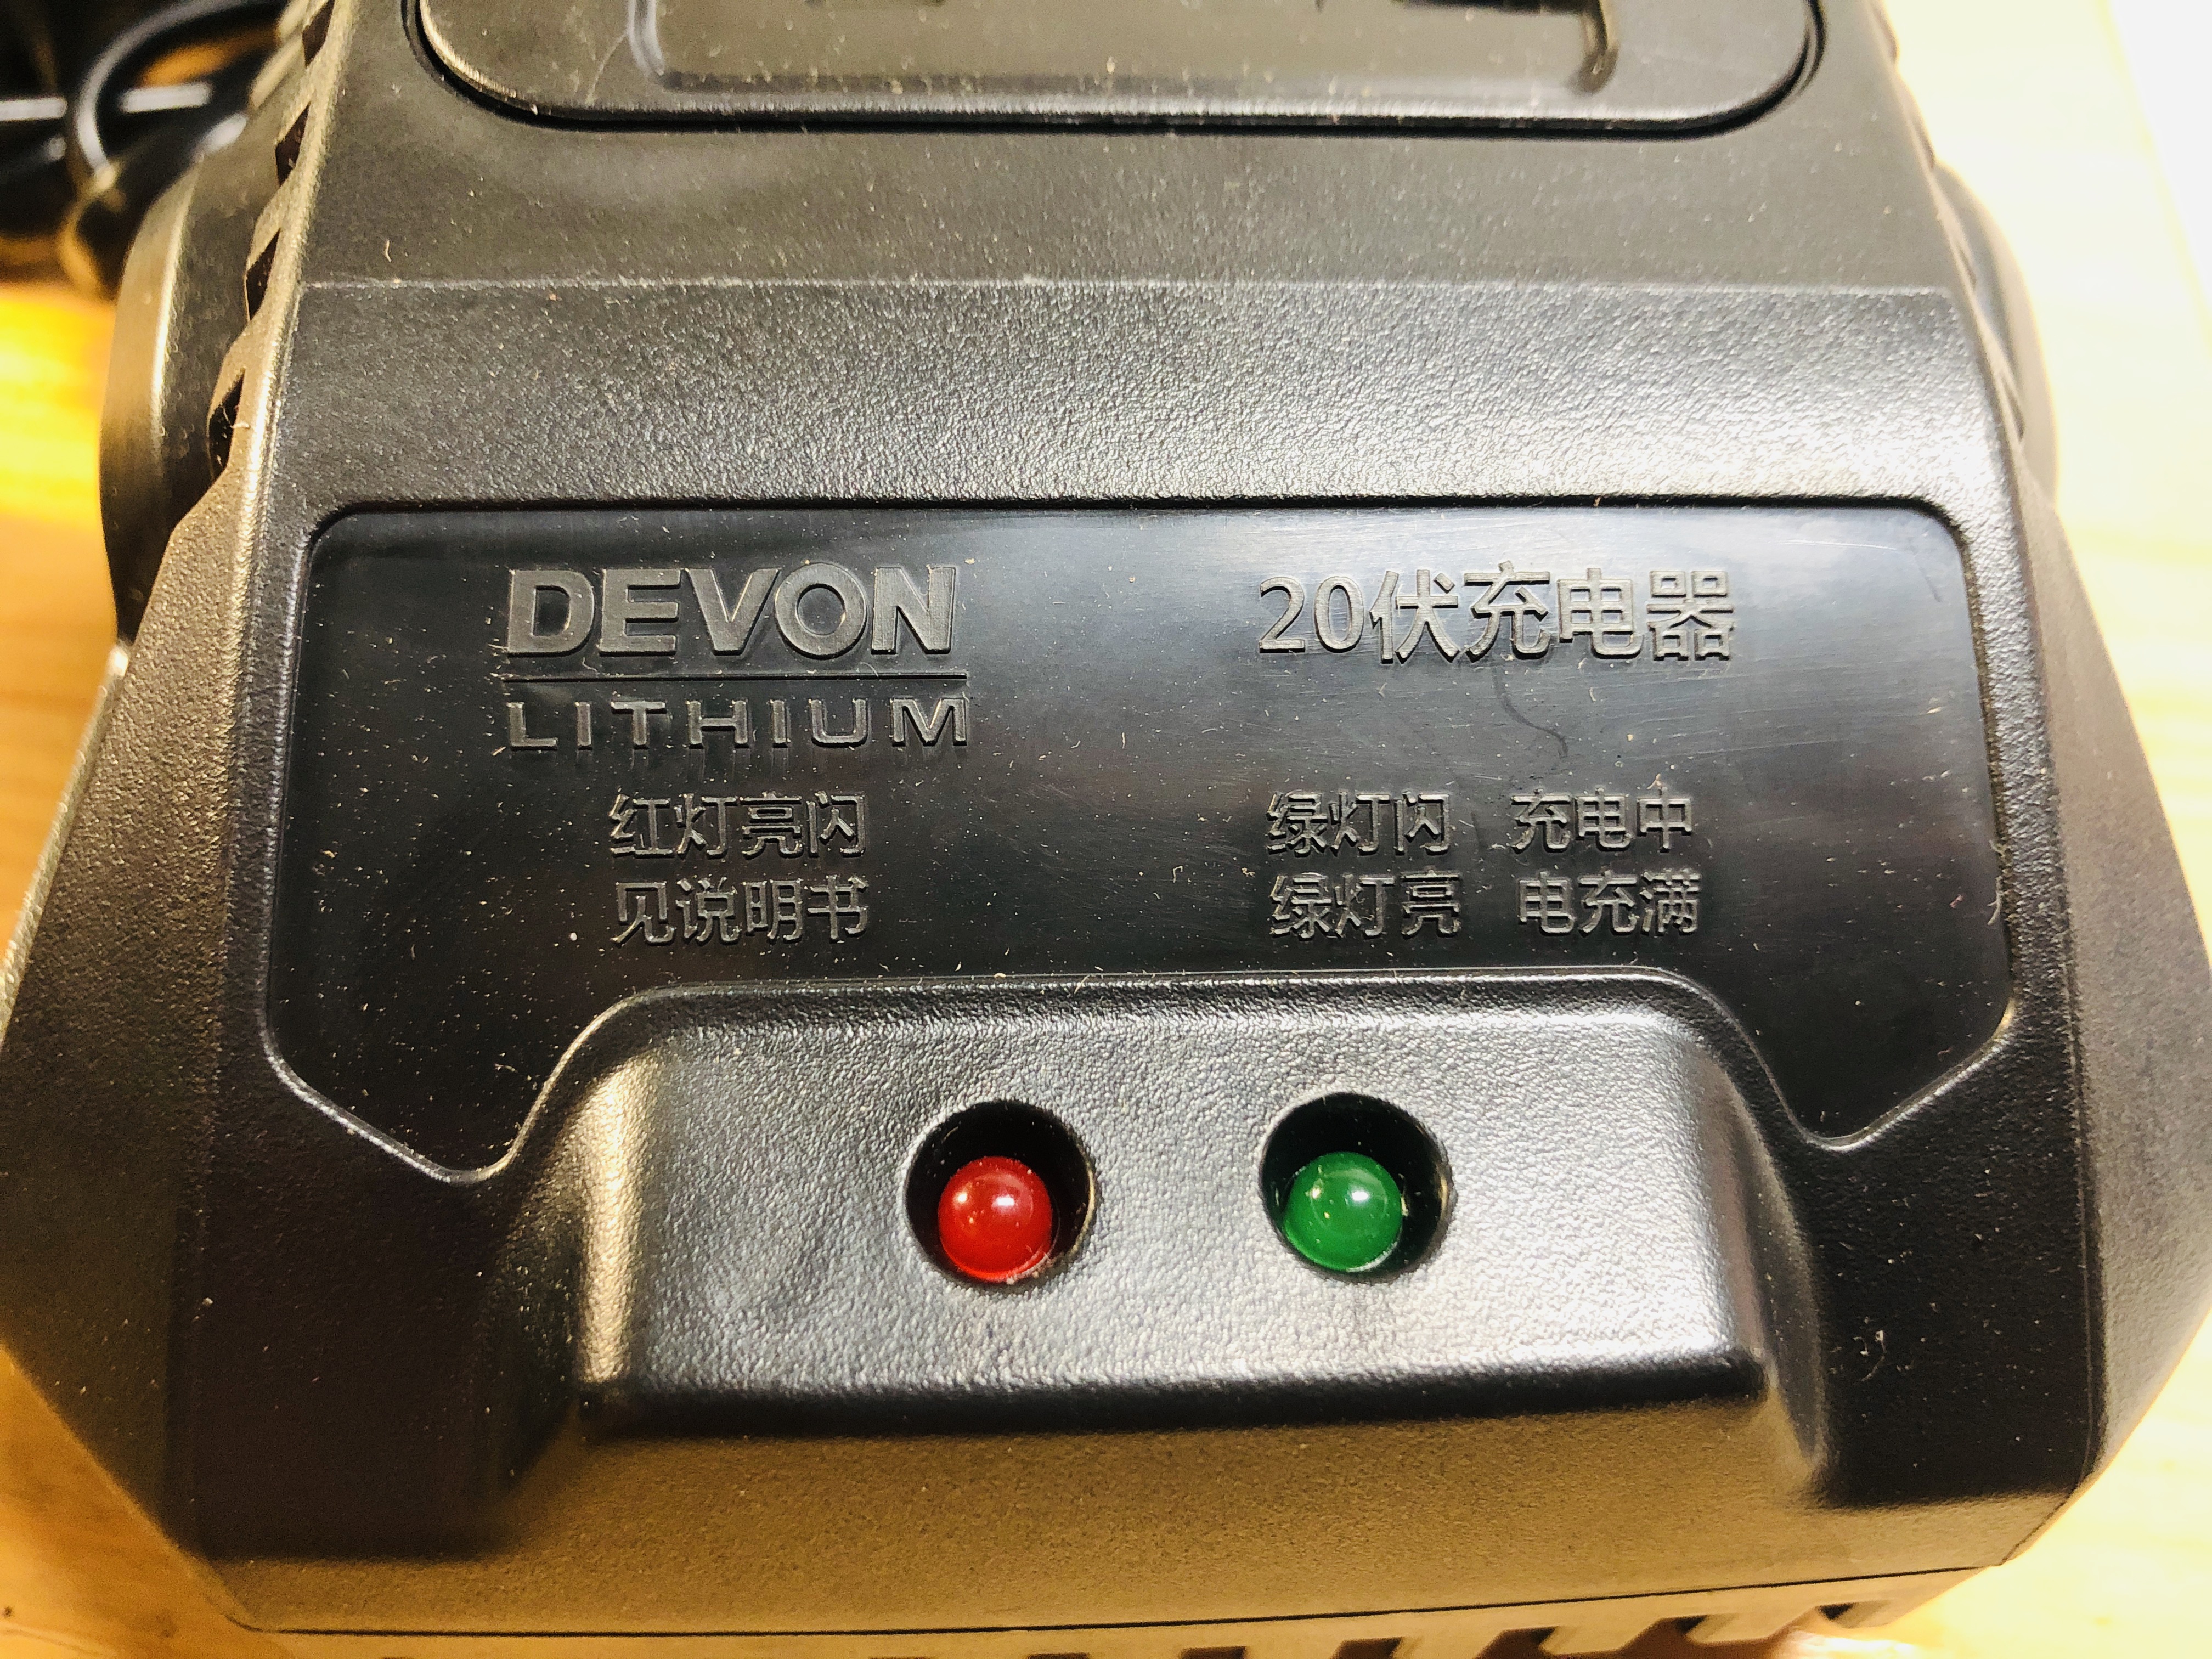 DEVON
LITHIUM
20伏充电器
红灯亮闪
见说明书
绿灯闪 充电中
绿灯亮 电充满